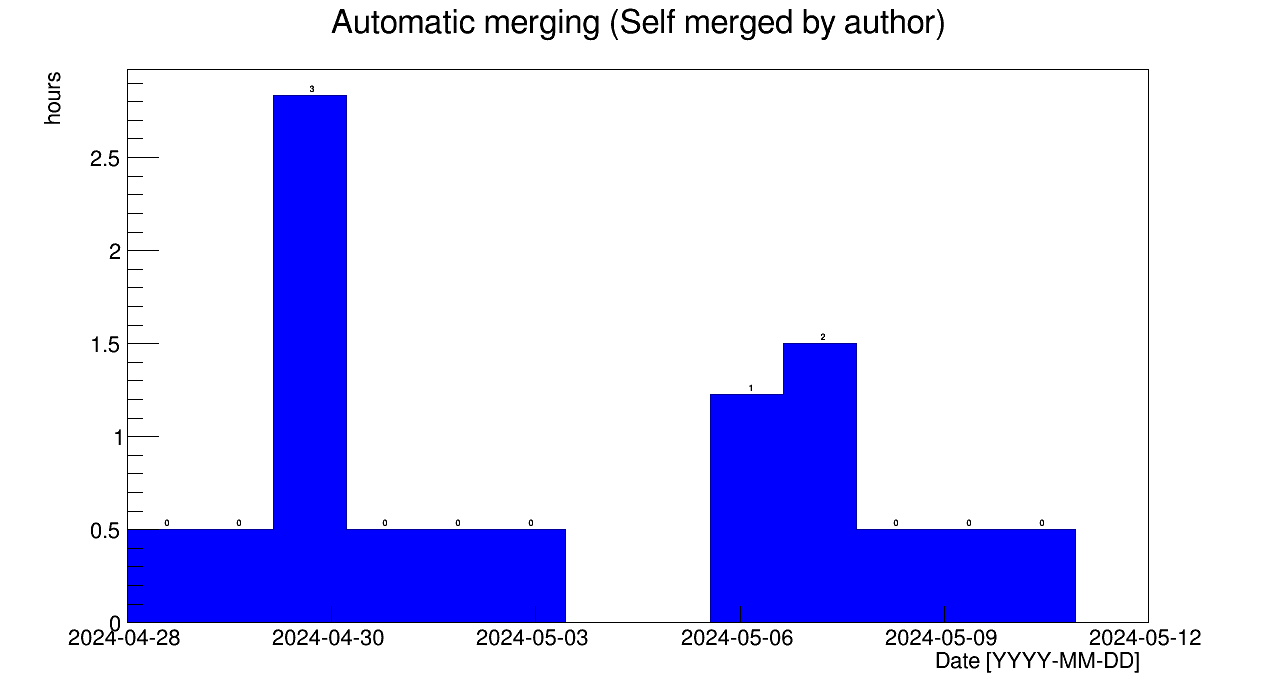 Automatic merging (Self merged by author)
hours
3
2.5
2
2
1.5
1
1
0 0 0 0 0 0 0 0
0.5
0
2024-04-28 2024-04-30 2024-05-03 2024-05-06 2024-05-09 2024-05-12
Date [YYYY-MM-DD]